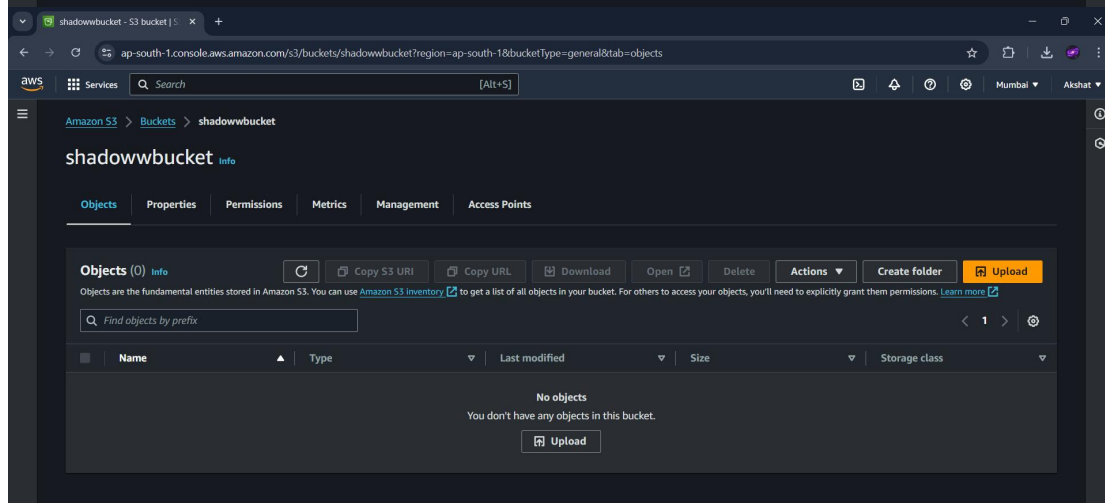 shadowwbucket - S3 bucket | S
ap-south-1.console.aws.amazon.com/s3/buckets/shadowwbucket?region=ap-south-1&bucketType=general&tab=objects
aws Services Search [Alt+S] Mumbai Akshat
Amazon S3 > Buckets > shadowwbucket
shadowwbucket Info
Objects Properties Permissions Metrics Management Access Points
Objects (0) Info Copy S3 URI Copy URL Download Open Delete Actions Create folder Upload
Objects are the fundamental entities stored in Amazon S3. You can use Amazon S3 inventory to get a list of all objects in your bucket. For others to access your objects, you'll need to explicitly grant them permissions. Learn more
Find objects by prefix 1
Name Type Last modified Size Storage class
No objects
You don't have any objects in this bucket.
Upload